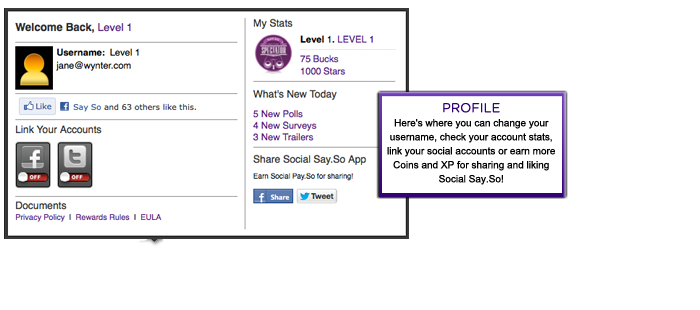 Welcome Back, Level 1
Username: Level 1
jane@wynter.com
Like
Say So and 63 others like this.
Link Your Accounts
OFF
OFF
Documents
Privacy Policy I Rewards Rules I EULA
My Stats
SPECTATOR
Level 1. LEVEL 1
75 Bucks
1000 Stars
What's New Today
5 New Polls
4 New Surveys
3 New Trailers
Share Social Say.So App
Earn Social Pay.So for sharing!
Share
Tweet
PROFILE
Here's where you can change your
username, check your account stats,
link your social accounts or earn more
Coins and XP for sharing and liking
Social Say.So!